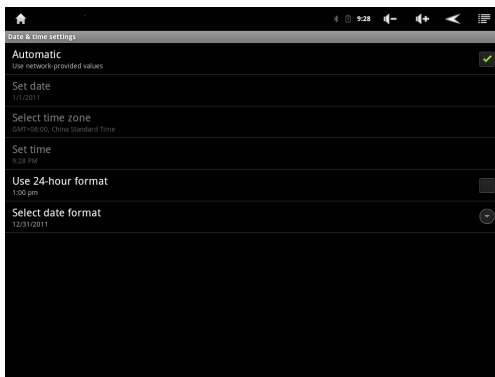 9:28
Date & time settings
Automatic
Use network-provided values
Set date
1/1/2011
Select time zone
GMT+08:00, China Standard Time
Set time
9:28 PM
Use 24-hour format
1:00 pm
Select date format
12/31/2011